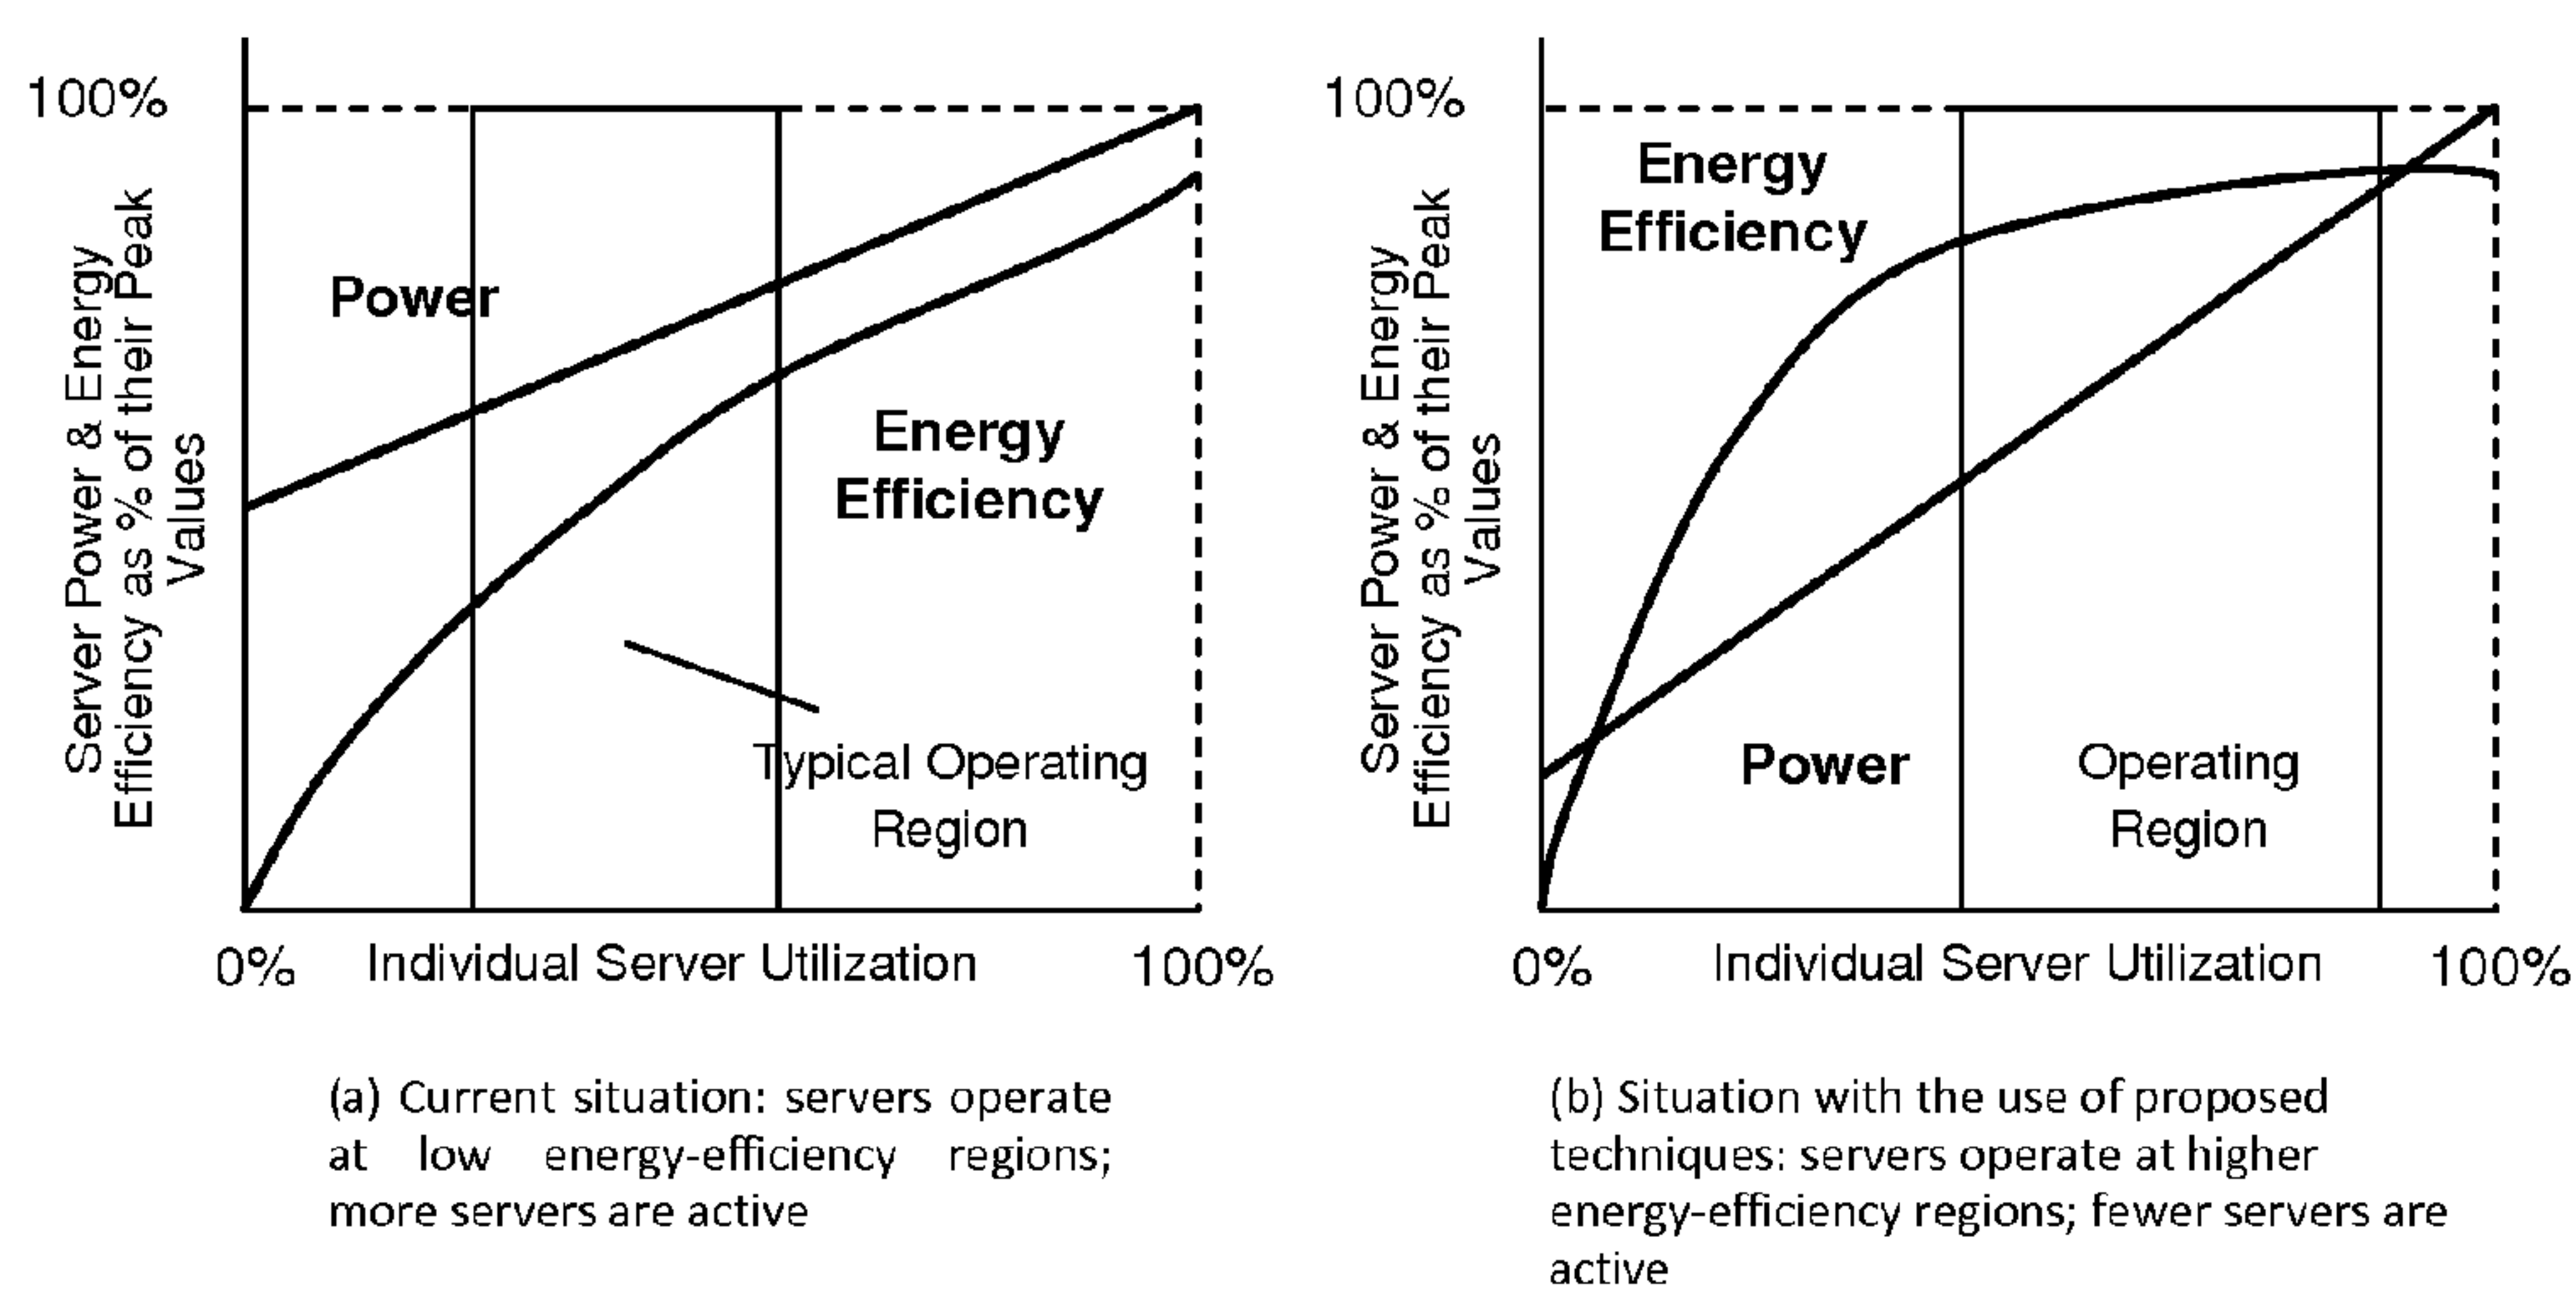 100%
Server Power & Energy
Efficiency as % of their Peak
Values
Power
Energy
Efficiency
Typical Operating
Region
0%
Individual Server Utilization
100%
(a) Current situation: servers operate
at low energy-efficiency regions;
more servers are active
100%
Server Power & Energy
Efficiency as % of their Peak
Values
Energy
Efficiency
Power
Operating
Region
0%
Individual Server Utilization
100%
(b) Situation with the use of proposed
techniques: servers operate at higher
energy-efficiency regions; fewer servers are
active